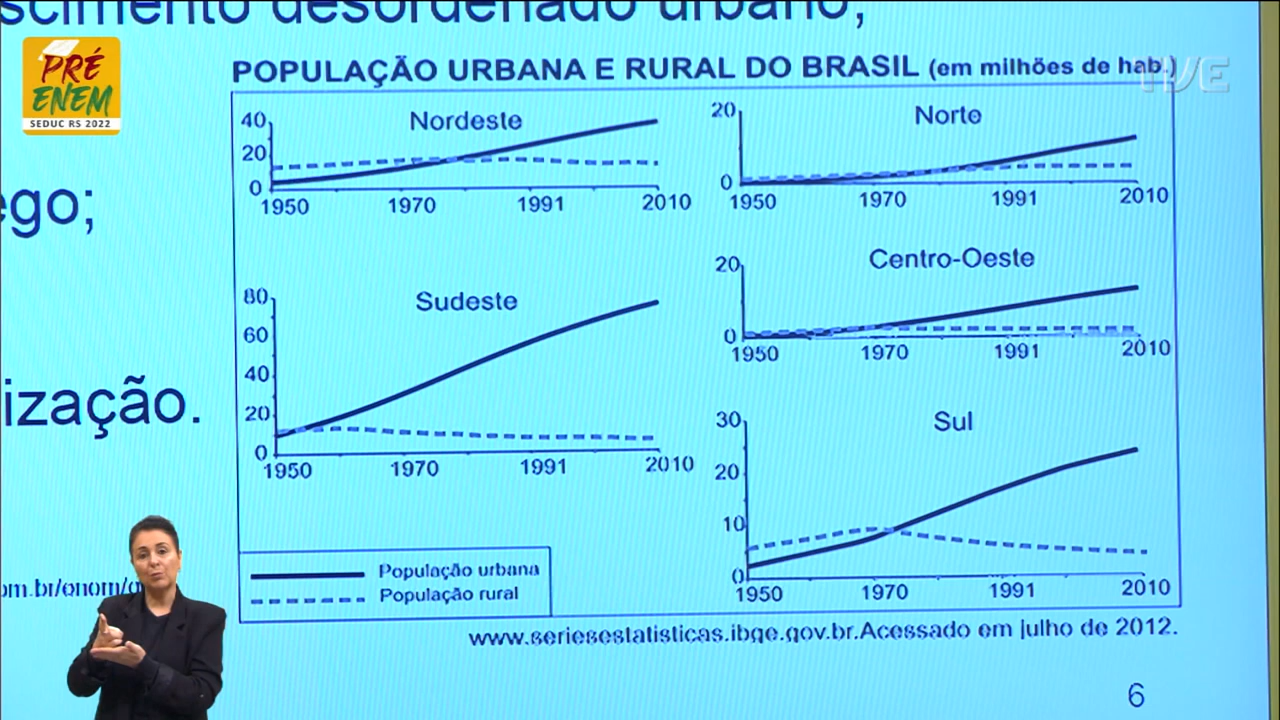 scimento desordenado urbano;
PRÉ
ENEM
SEDUC RS 2022
POPULAÇÃO URBANA E RURAL DO BRASIL (em milhões de hab.)
TVE
Nordeste
40
20
0
1950 1970 1991 2010
Norte
20
0
1950 1970 1991 2010
ego;
Centro-Oeste
20
0
1950 1970 1991 2010
Sudeste
80
60
40
20
0
1950 1970 1991 2010
ização.
Sul
30
20
10
0
1950 1970 1991 2010
População urbana
População rural
www.seriesestatisticas.ibge.gov.br.Acessado em julho de 2012.
6